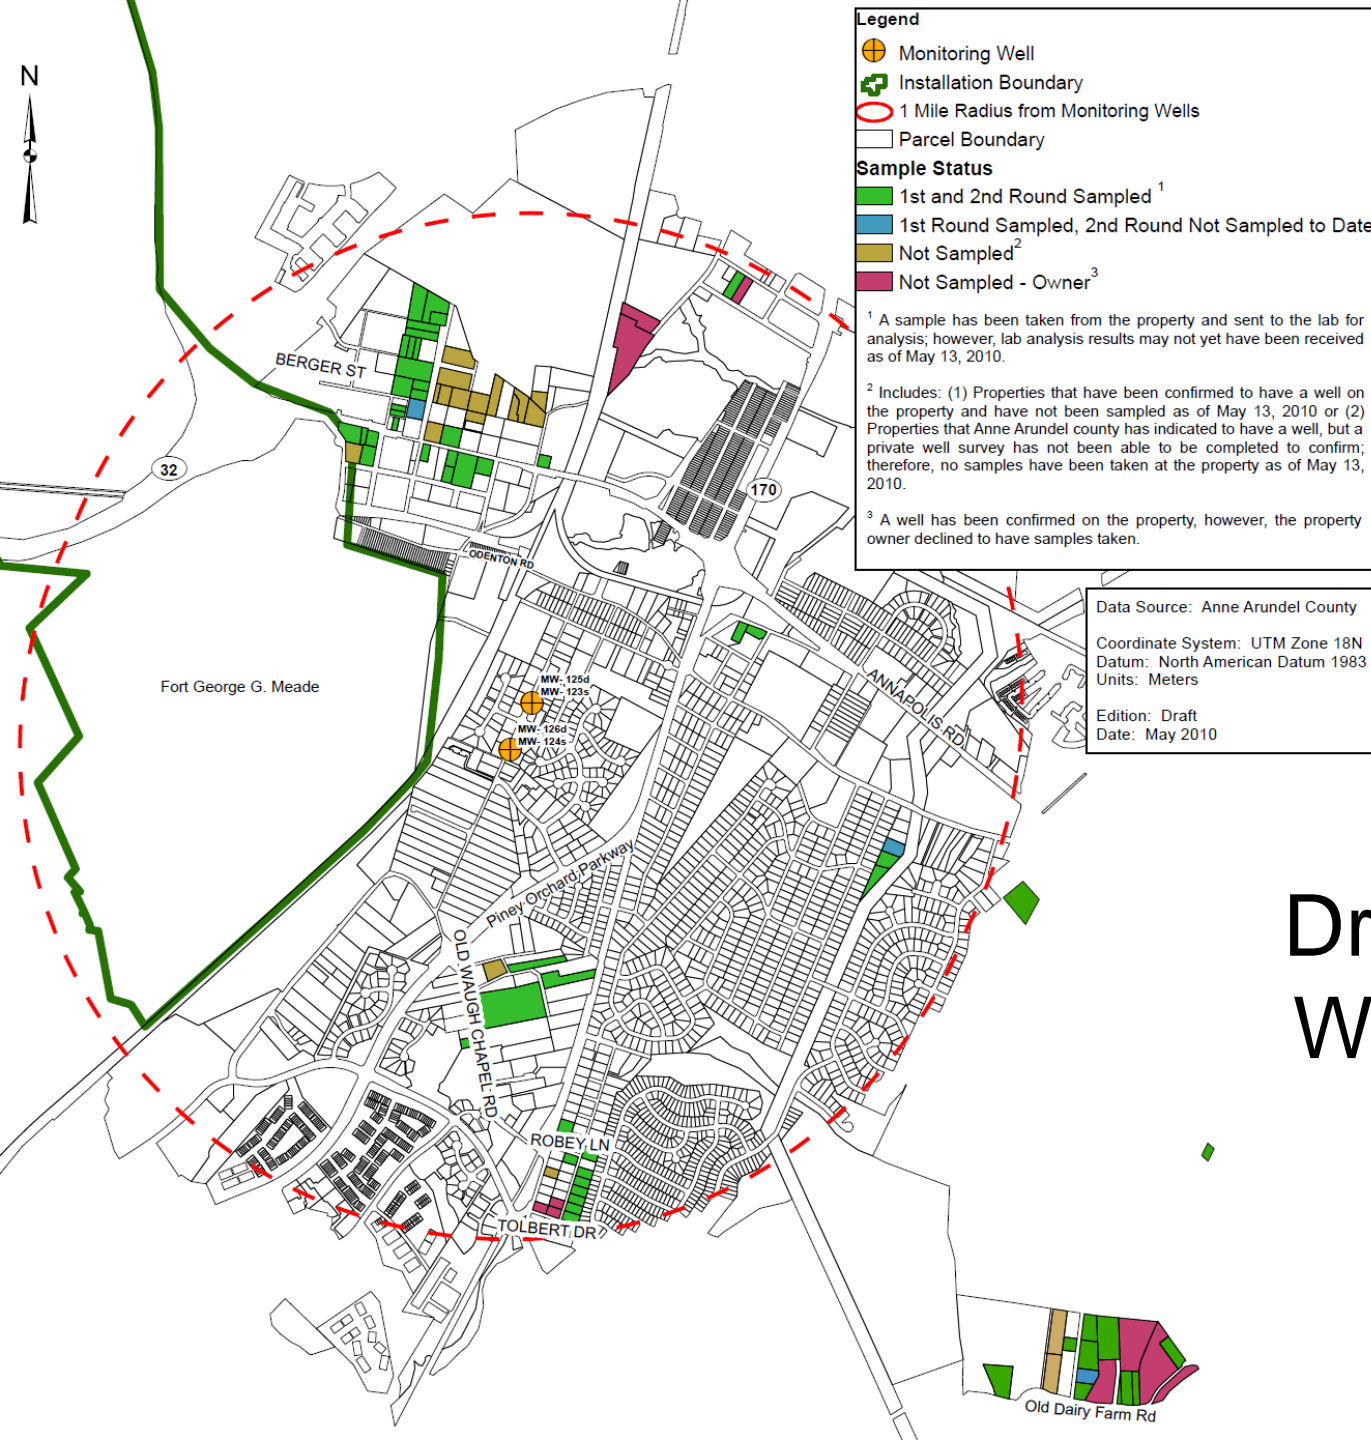 Legend
Monitoring Well
Installation Boundary
1 Mile Radius from Monitoring Wells
Parcel Boundary
Sample Status
1st and 2nd Round Sampled 1
1st Round Sampled, 2nd Round Not Sampled to Date
Not Sampled2
Not Sampled - Owner3
1 A sample has been taken from the property and sent to the lab for
analysis; however, lab analysis results may not yet have been received
as of May 13, 2010.
2 Includes: (1) Properties that have been confirmed to have a well on
the property and have not been sampled as of May 13, 2010 or (2)
Properties that Anne Arundel county has indicated to have a well, but a
private well survey has not been able to be completed to confirm;
therefore, no samples have been taken at the property as of May 13,
2010.
3 A well has been confirmed on the property, however, the property
owner declined to have samples taken.
Data Source: Anne Arundel County
Coordinate System: UTM Zone 18N
Datum: North American Datum 1983
Units: Meters
Edition: Draft
Date: May 2010
N
BERGER ST
32
170
ODENTON RD
Fort George G. Meade
MW- 125d
MW- 123s
MW- 126d
MW- 124s
ANNAPOLIS RD
Piney Orchard Parkway
OLD WAUGH CHAPEL RD
Dr
W
ROBEY LN
TOLBERT DR
Old Dairy Farm Rd